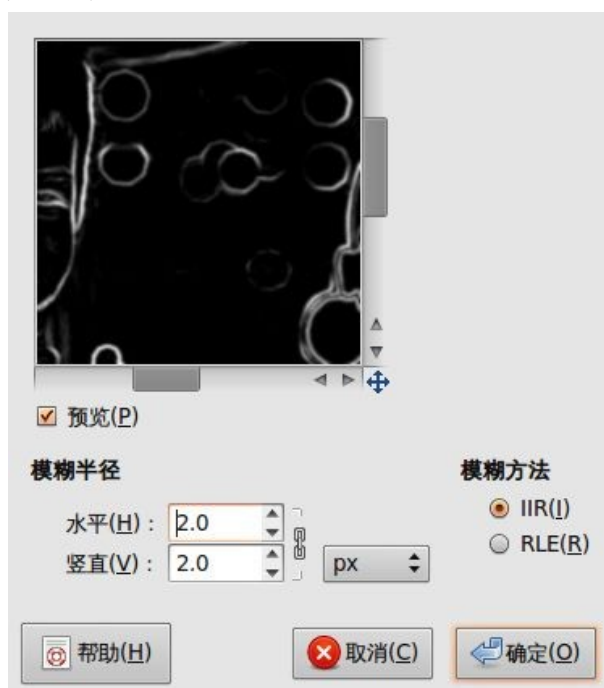 预览(P)
模糊半径
模糊方法
水平(H)： 2.0
竖直(V)： 2.0
px
IIR(I)
RLE(R)
帮助(H)
取消(C)
确定(O)